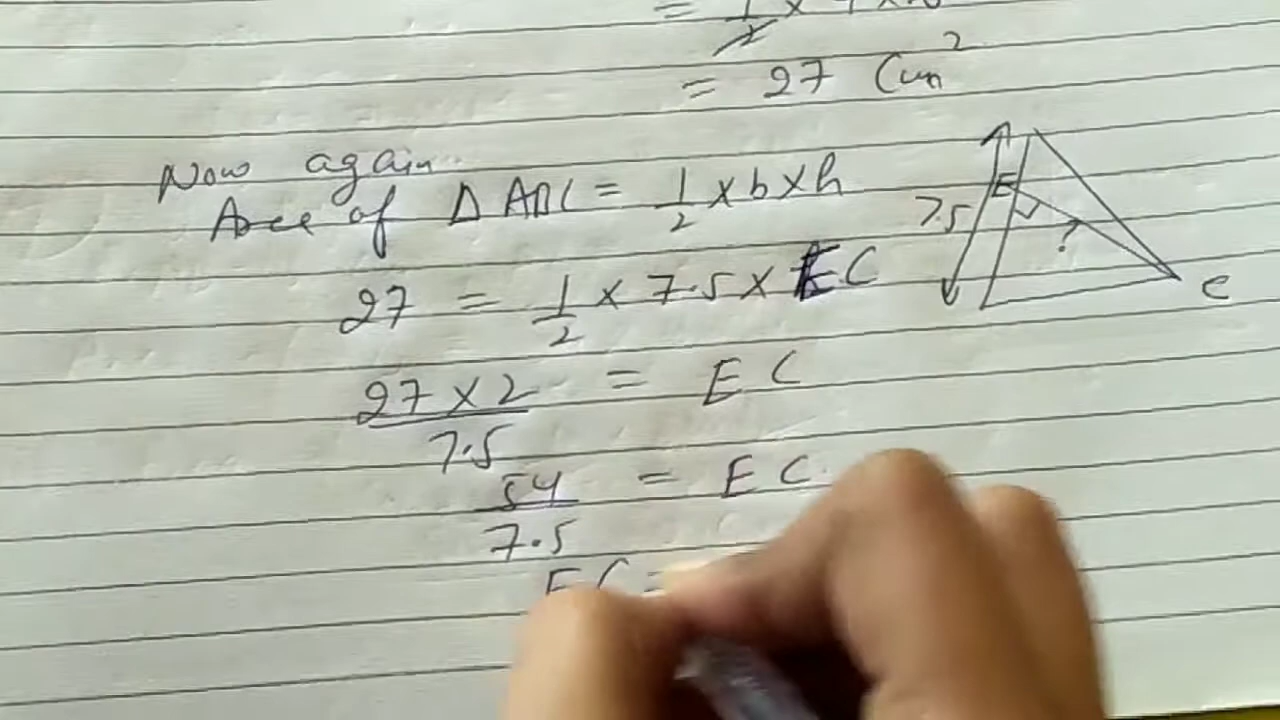 = 27 Cm²
Now again
Area of Δ ABC = 1/2 × b × h
27 = 1/2 × 7.5 × EC
27 × 2 / 7.5 = EC
54 / 7.5 = EC
EC =
E
7.5
?
C